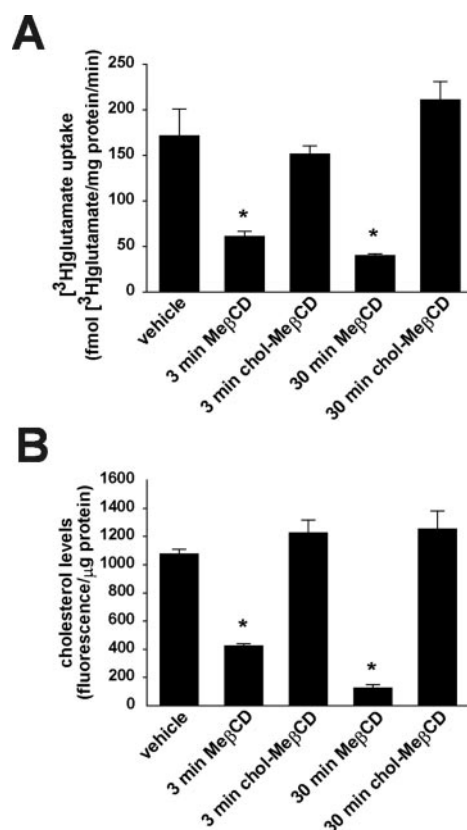 A
[³H]glutamate uptake
(fmol [³H]glutamate/mg protein/min)
250
200
150
100
50
0
*
*
vehicle
3 min MeβCD
3 min chol-MeβCD
30 min MeβCD
30 min chol-MeβCD
B
cholesterol levels
(fluorescence/μg protein)
1600
1400
1200
1000
800
600
400
200
0
*
*
vehicle
3 min MeβCD
3 min chol-MeβCD
30 min MeβCD
30 min chol-MeβCD